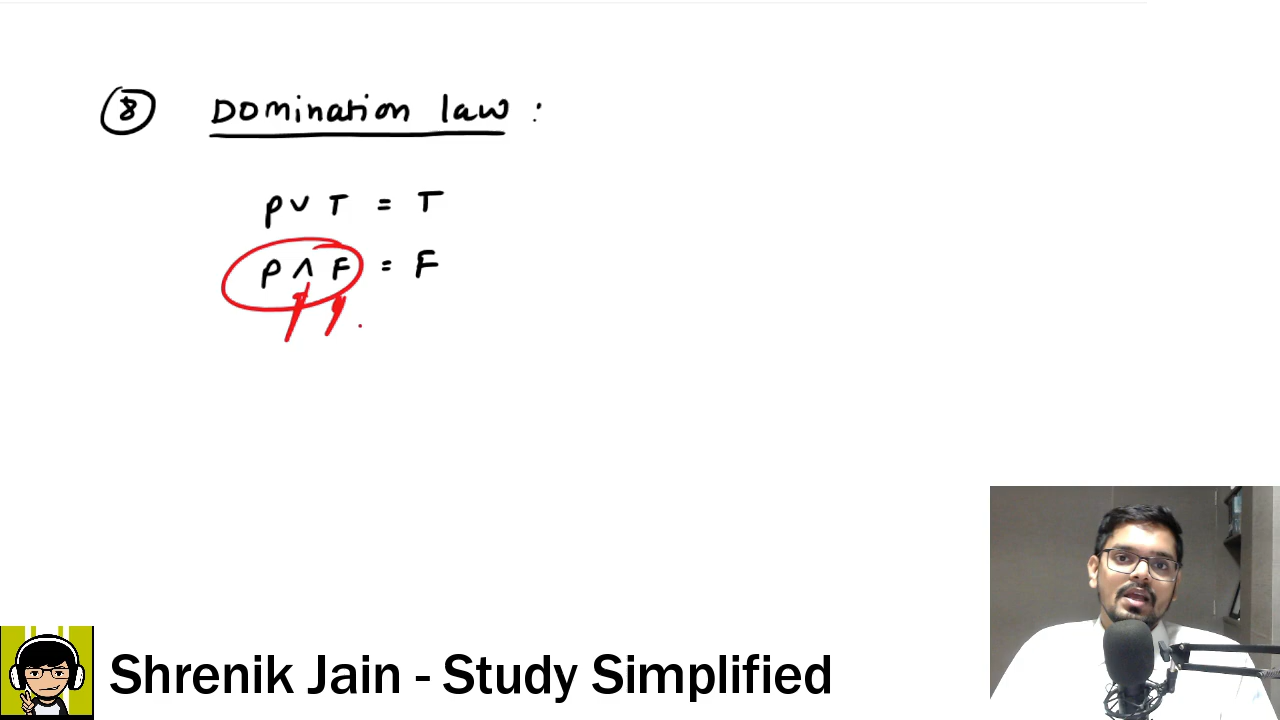 8 Domination law :
p ∨ T = T
p ∧ F = F
Shrenik Jain - Study Simplified